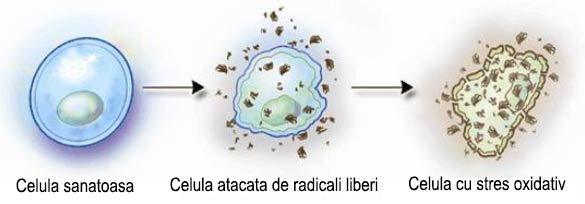 Celula sanatoasa
Celula atacata de radicali liberi
Celula cu stres oxidativ